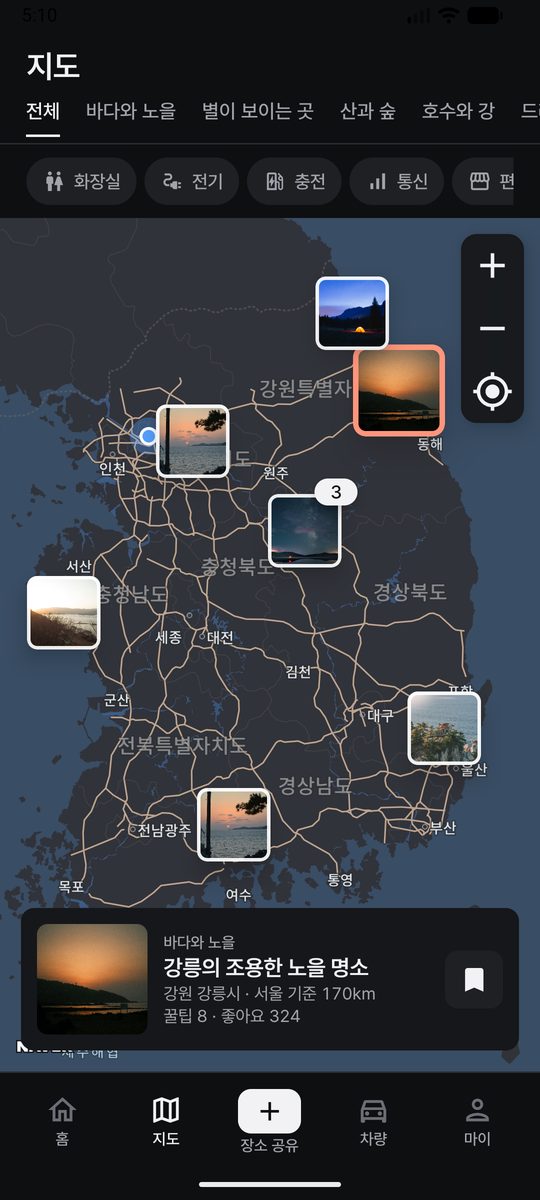 5:10
지도
전체 바다와 노을 별이 보이는 곳 산과 숲 호수와 강
화장실 전기 충전 통신
강원특별자
동해
인천
원주
3
서산
충청북도
충청남도
경상북도
세종 대전
김천
군산
대구
전북특별자치도
울산
경상남도
전남광주
부산
목포
통영
여수
바다와 노을
강릉의 조용한 노을 명소
강원 강릉시 · 서울 기준 170km
꿀팁 8 · 좋아요 324
홈 지도 장소 공유 차량 마이